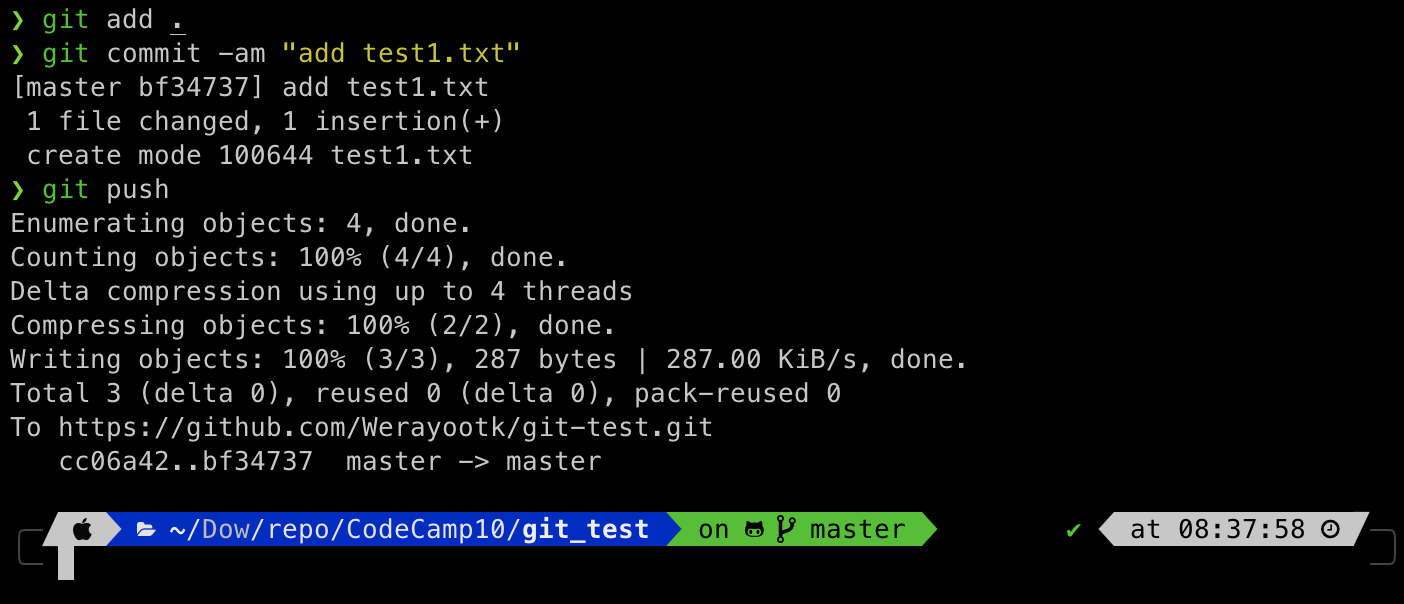 ❯ git add .
❯ git commit -am "add test1.txt"
[master bf34737] add test1.txt
 1 file changed, 1 insertion(+)
 create mode 100644 test1.txt
❯ git push
Enumerating objects: 4, done.
Counting objects: 100% (4/4), done.
Delta compression using up to 4 threads
Compressing objects: 100% (2/2), done.
Writing objects: 100% (3/3), 287 bytes | 287.00 KiB/s, done.
Total 3 (delta 0), reused 0 (delta 0), pack-reused 0
To https://github.com/Werayootk/git-test.git
   cc06a42..bf34737  master -> master
~/Dow/repo/CodeCamp10/git_test on master ✔ at 08:37:58